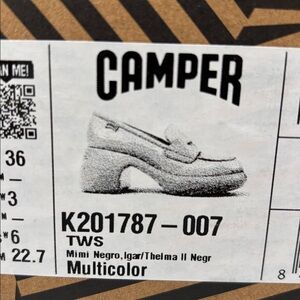 AN ME!
CAMPER
36
3
6
22.7
K201787-007
TWS
Mimi Negro,Igar/Thelma II Negr
Multicolor
8